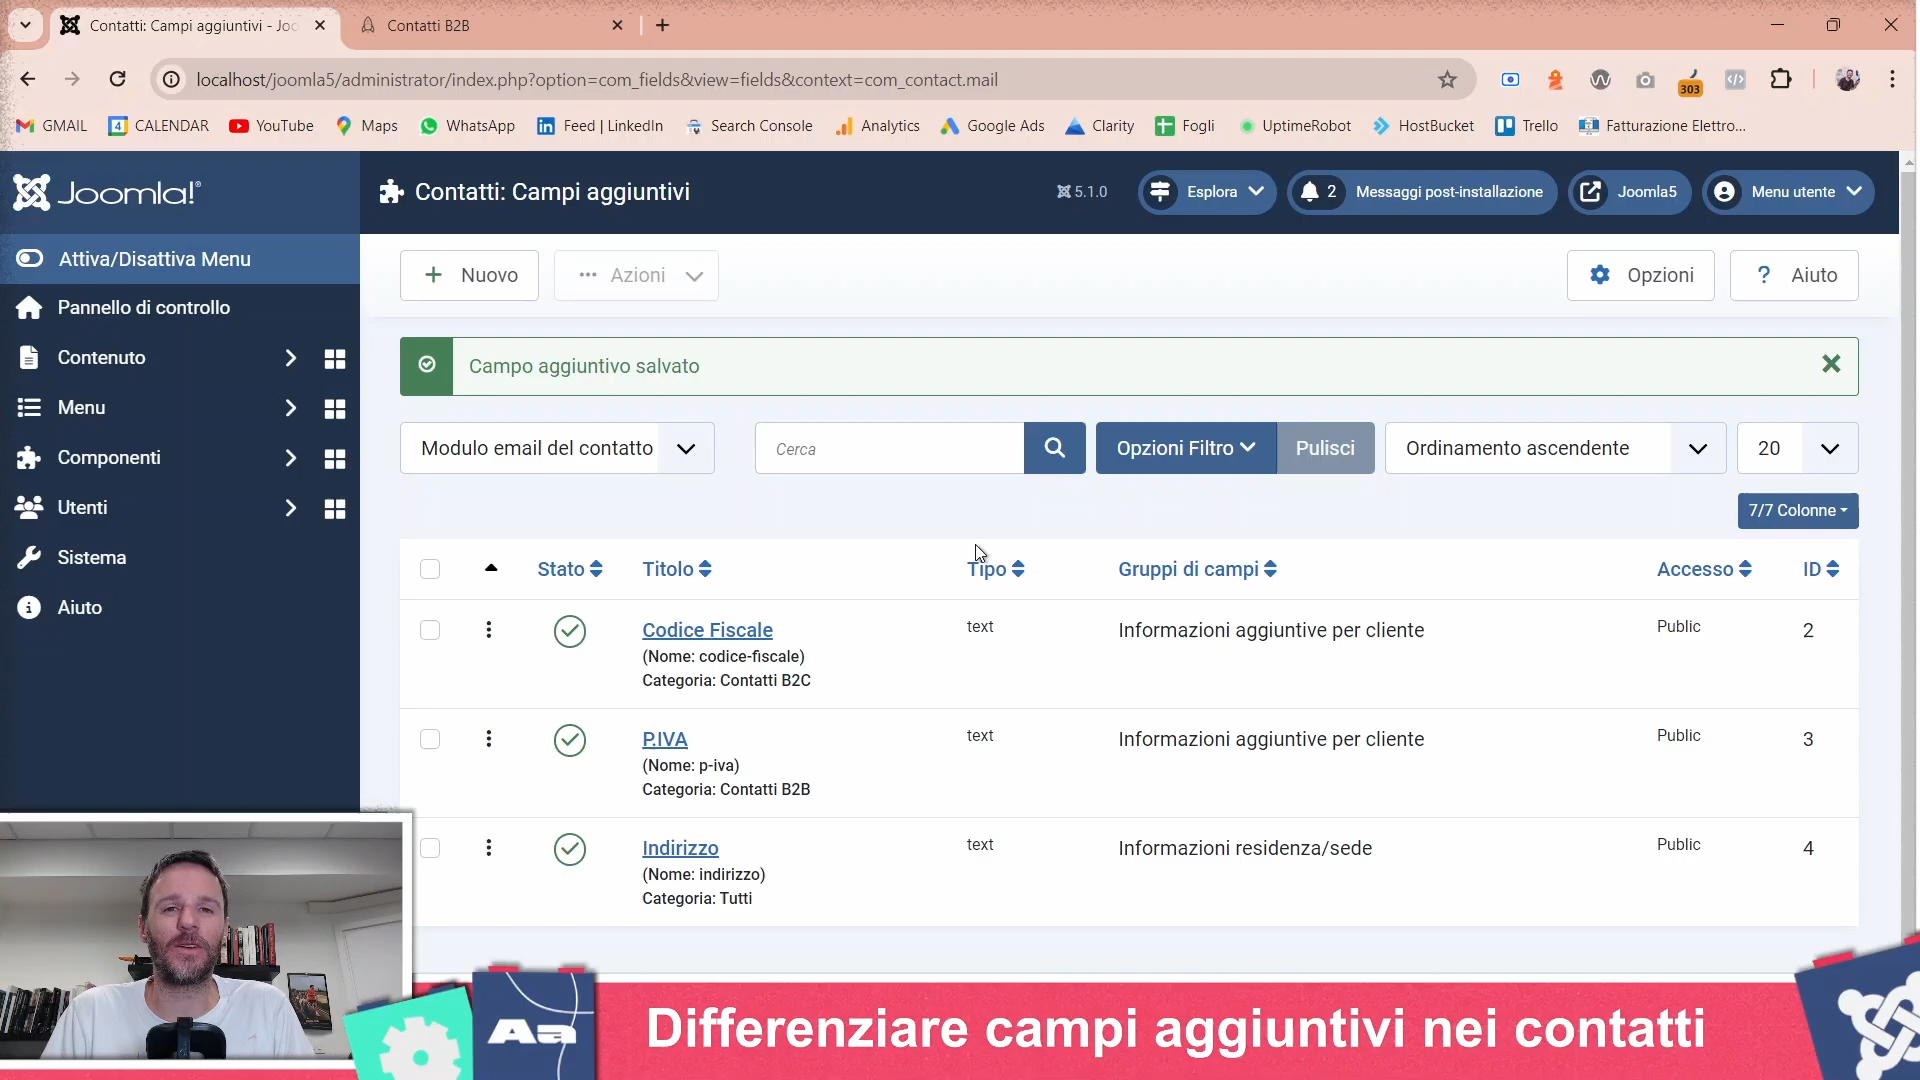 Contatti: Campi aggiuntivi - Joo
Contatti B2B
localhost/joomla5/administrator/index.php?option=com_fields&view=fields&context=com_contact.mail
303
GMAIL
4 CALENDAR
YouTube
Maps
WhatsApp
Feed | LinkedIn
Search Console
Analytics
Google Ads
Clarity
Fogli
UptimeRobot
HostBucket
Trello
Fatturazione Elettro...
Joomla!
Contatti: Campi aggiuntivi
5.1.0
Esplora
2 Messaggi post-installazione
Joomla5
Menu utente
Attiva/Disattiva Menu
Pannello di controllo
Contenuto
Menu
Componenti
Utenti
Sistema
Aiuto
+ Nuovo
... Azioni
Opzioni
? Aiuto
Campo aggiuntivo salvato
Modulo email del contatto
Cerca
Opzioni Filtro
Pulisci
Ordinamento ascendente
20
7/7 Colonne
Stato
Titolo
Tipo
Gruppi di campi
Accesso
ID
Codice Fiscale
(Nome: codice-fiscale)
Categoria: Contatti B2C
text
Informazioni aggiuntive per cliente
Public
2
P.IVA
(Nome: p-iva)
Categoria: Contatti B2B
text
Informazioni aggiuntive per cliente
Public
3
Indirizzo
(Nome: indirizzo)
Categoria: Tutti
text
Informazioni residenza/sede
Public
4
Aa
Differenziare campi aggiuntivi nei contatti